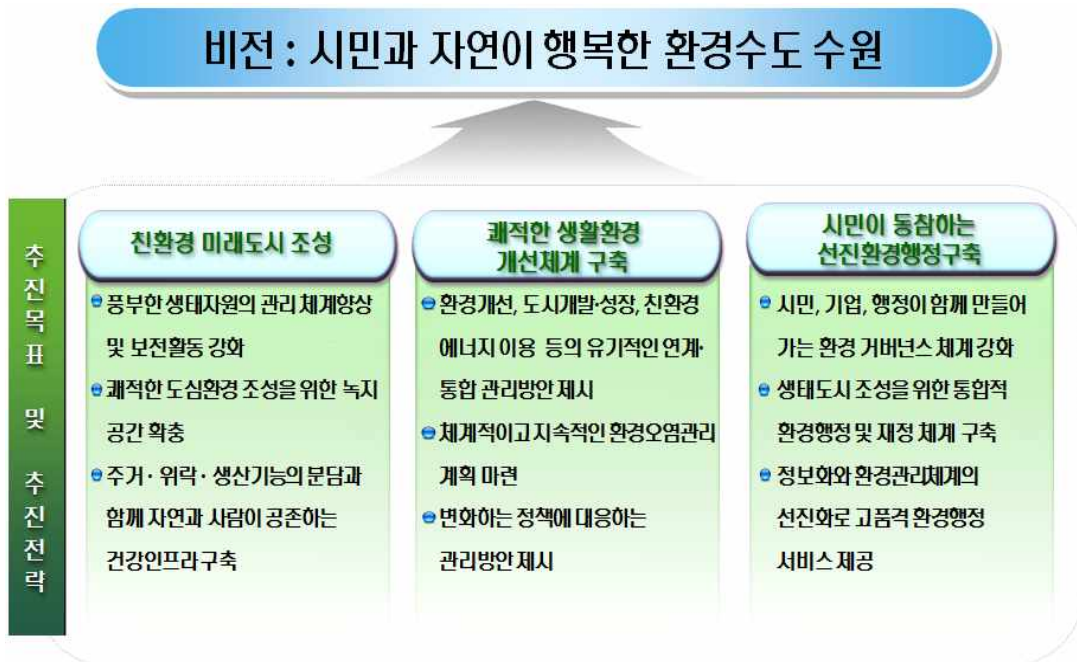 비전 : 시민과 자연이 행복한 환경수도 수원
추진목표 및 추진전략
친환경 미래도시 조성
풍부한 생태자원의 관리 체계향상
및 보전활동 강화
쾌적한 도심환경 조성을 위한 녹지
공간 확충
주거· 위락· 생산기능의 분담과
함께 자연과 사람이 공존하는
건강인프라 구축
쾌적한 생활환경
개선체계 구축
환경개선, 도시개발·성장, 친환경
에너지 이용 등의 유기적인 연계·
통합 관리방안 제시
체계적이고 지속적인 환경오염관리
계획 마련
변화하는 정책에 대응하는
관리방안 제시
시민이 동참하는
선진환경행정구축
시민, 기업, 행정이 함께 만들어
가는 환경 거버넌스 체계 강화
생태도시 조성을 위한 통합적
환경행정 및 재정 체계 구축
정보화와 환경관리체계의
선진화로 고품격 환경행정
서비스 제공